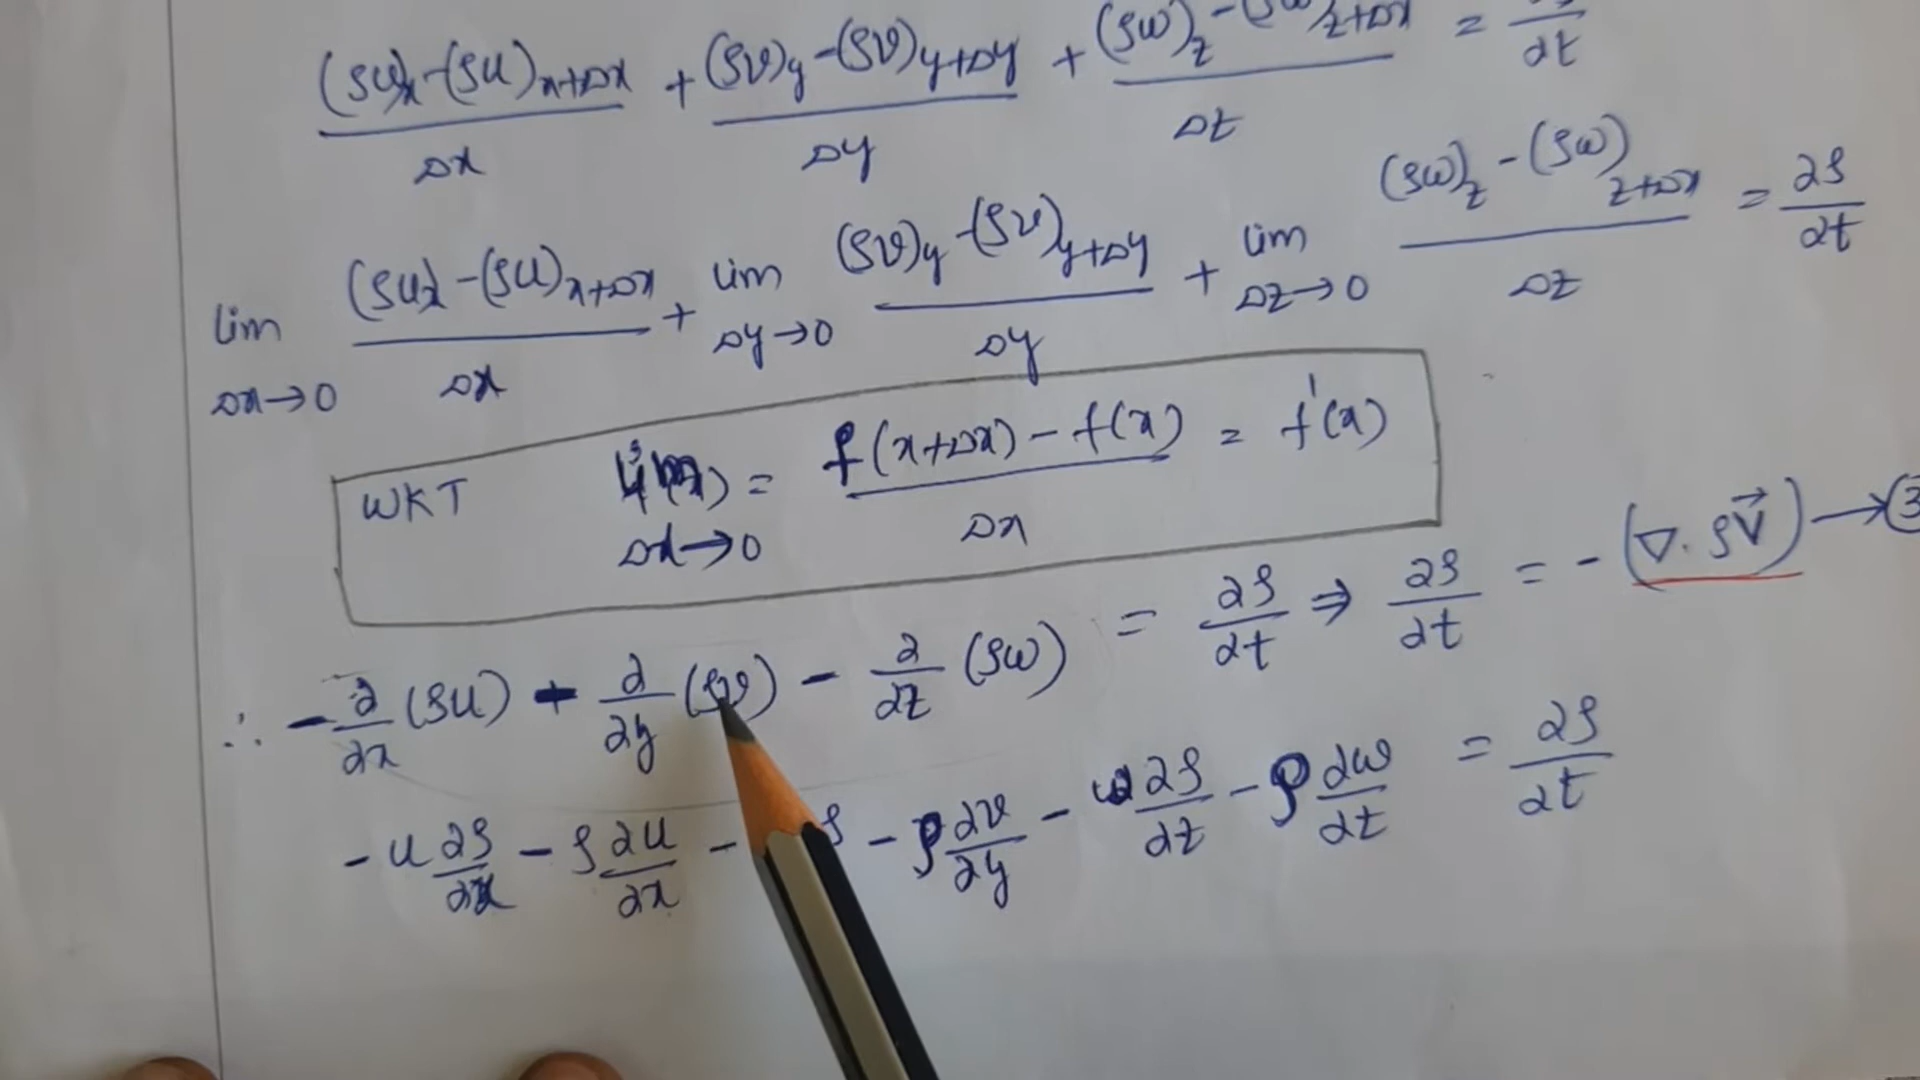 (ρu)x - (ρu)x+Δx / Δx + (ρv)y - (ρv)y+Δy / Δy + (ρw)z - (ρw)z+Δx / Δz = ∂ρ / ∂t
lim Δx→0 (ρu)x - (ρu)x+Δx / Δx + lim Δy→0 (ρv)y - (ρv)y+Δy / Δy + lim Δz→0 (ρw)z - (ρw)z+Δx / Δz = ∂ρ / ∂t
WKT lim Δx→0 = f(x+Δx) - f(x) / Δx = f'(x)
∴ - ∂/∂x (ρu) - ∂/∂y (ρv) - ∂/∂z (ρw) = ∂ρ/∂t ⇒ ∂ρ/∂t = - (∇. ρV⃗) → 3
- u ∂ρ/∂x - ρ ∂u/∂x - ρ - ρ ∂v/∂y - w ∂ρ/∂z - ρ ∂w/∂z = ∂ρ/∂t